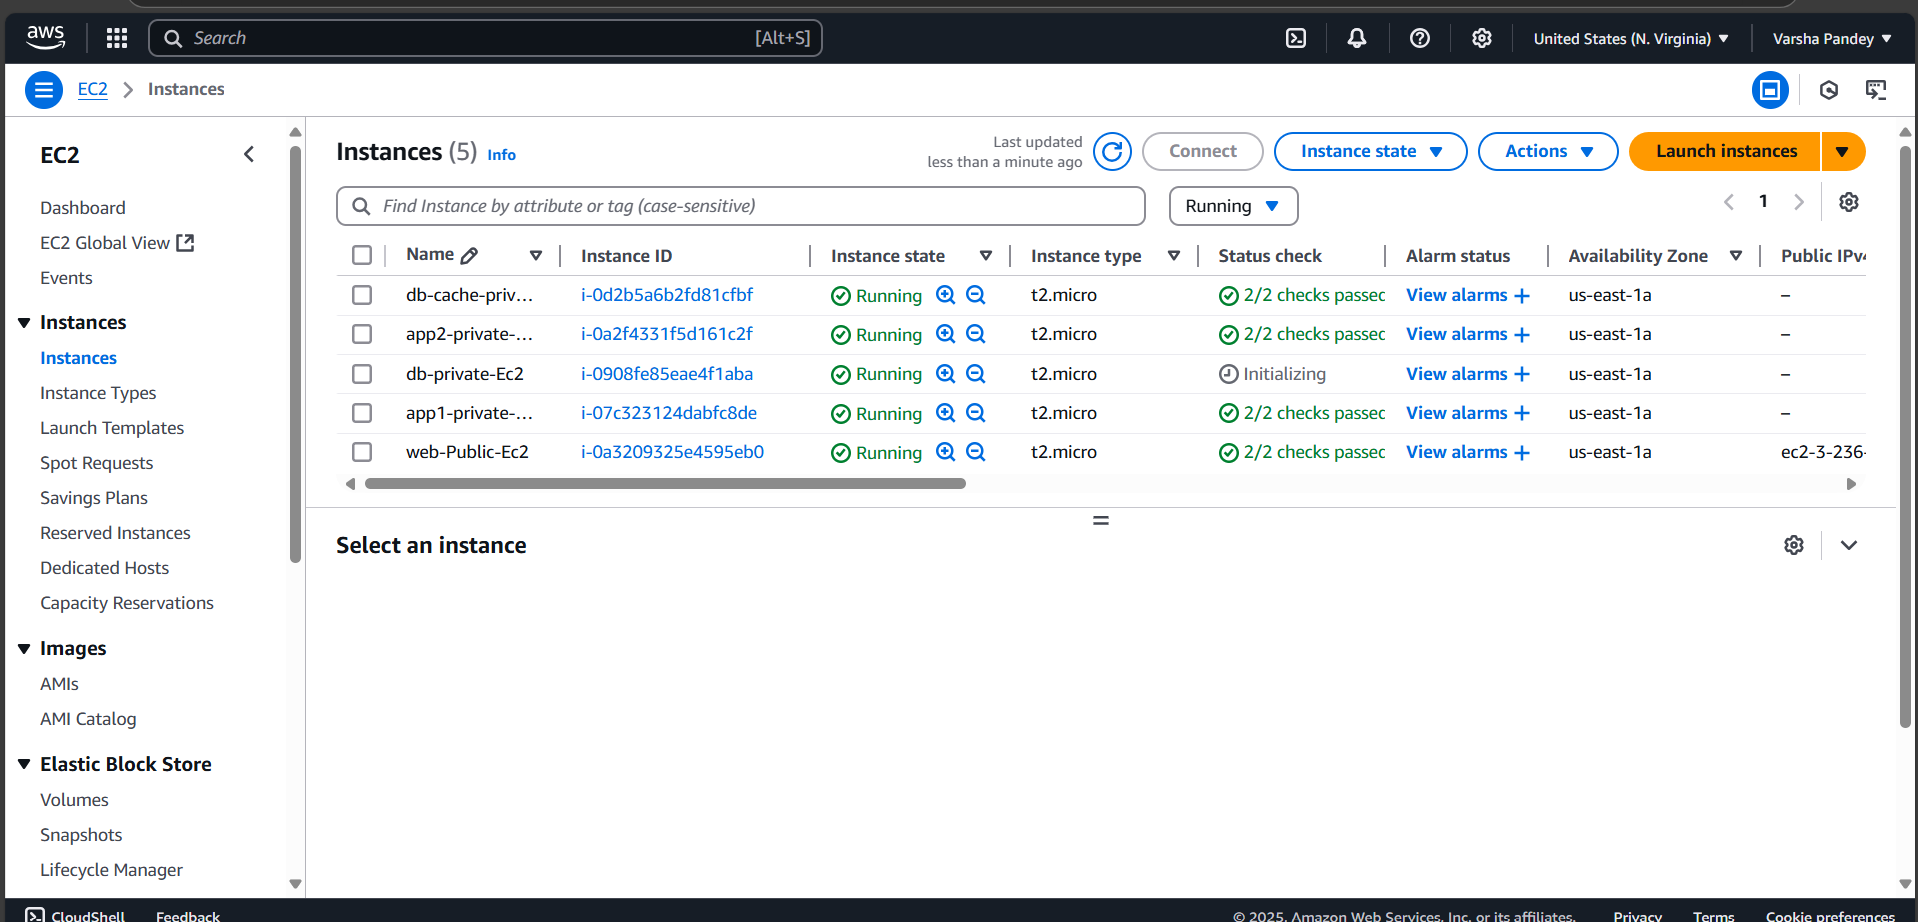 aws
Search [Alt+S]
United States (N. Virginia)
Varsha Pandey
EC2 Instances
EC2
Dashboard
EC2 Global View
Events
Instances
Instances
Instance Types
Launch Templates
Spot Requests
Savings Plans
Reserved Instances
Dedicated Hosts
Capacity Reservations
Images
AMIs
AMI Catalog
Elastic Block Store
Volumes
Snapshots
Lifecycle Manager
Instances (5) Info
Last updated
less than a minute ago
Connect
Instance state
Actions
Launch instances
Find Instance by attribute or tag (case-sensitive)
Running
1
Name Instance ID Instance state Instance type Status check Alarm status Availability Zone Public IPv4
db-cache-priv... i-0d2b5a6b2fd81cfbf Running t2.micro 2/2 checks passed View alarms + us-east-1a –
app2-private-... i-0a2f4331f5d161c2f Running t2.micro 2/2 checks passed View alarms + us-east-1a –
db-private-Ec2 i-0908fe85eae4f1aba Running t2.micro Initializing View alarms + us-east-1a –
app1-private-... i-07c323124dabfc8de Running t2.micro 2/2 checks passed View alarms + us-east-1a –
web-Public-Ec2 i-0a3209325e4595eb0 Running t2.micro 2/2 checks passed View alarms + us-east-1a ec2-3-236-
Select an instance
CloudShell Feedback © 2025, Amazon Web Services, Inc. or its affiliates. Privacy Terms Cookie preferences